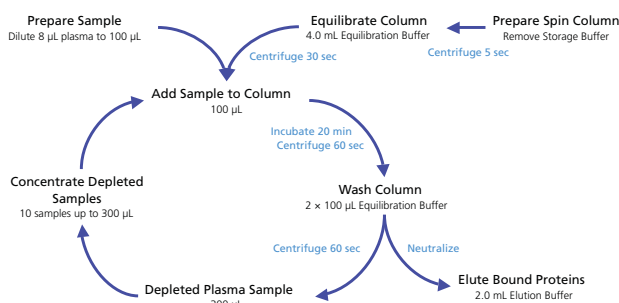 Prepare Sample
Dilute 8 µL plasma to 100 µL
Equilibrate Column
4.0 mL Equilibration Buffer
Prepare Spin Column
Remove Storage Buffer
Centrifuge 30 sec
Centrifuge 5 sec
Add Sample to Column
100 µL
Incubate 20 min
Centrifuge 60 sec
Concentrate Depleted
Samples
10 samples up to 300 µL
Wash Column
2 × 100 µL Equilibration Buffer
Centrifuge 60 sec
Neutralize
Depleted Plasma Sample
Elute Bound Proteins
2.0 mL Elution Buffer